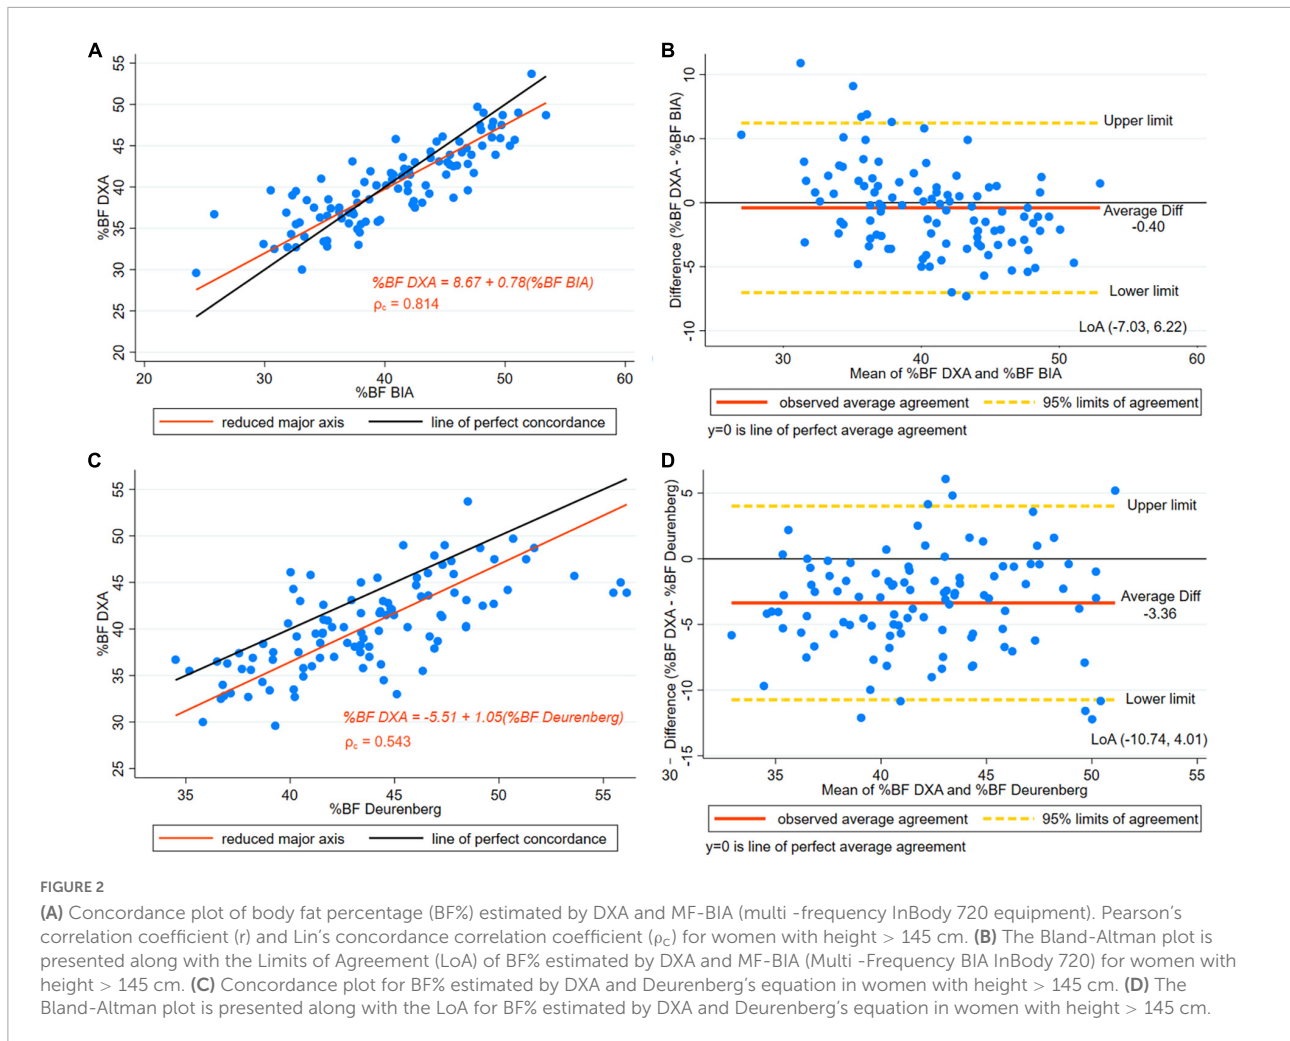 A
%BF DXA
55
50
45
40
35
30
25
20
%BF DXA = 8.67 + 0.78(%BF BIA)
ρc = 0.814
20 30 40 50 60
%BF BIA
reduced major axis line of perfect concordance
B
Difference (%BF DXA - %BF BIA)
10
5
0
-5
-10
Upper limit
Average Diff
-0.40
Lower limit
LoA (-7.03, 6.22)
30 40 50 60
Mean of %BF DXA and %BF BIA
observed average agreement 95% limits of agreement
y=0 is line of perfect average agreement
C
%BF DXA
55
50
45
40
35
30
25
%BF DXA = -5.51 + 1.05(%BF Deurenberg)
ρc = 0.543
35 40 45 50 55
%BF Deurenberg
reduced major axis line of perfect concordance
D
Difference (%BF DXA - %BF Deurenberg)
5
0
-5
-10
-15
30 –
Upper limit
Average Diff
-3.36
Lower limit
LoA (-10.74, 4.01)
35 40 45 50 55
Mean of %BF DXA and %BF Deurenberg
observed average agreement 95% limits of agreement
y=0 is line of perfect average agreement
FIGURE 2
(A) Concordance plot of body fat percentage (BF%) estimated by DXA and MF-BIA (multi -frequency InBody 720 equipment). Pearson's
correlation coefficient (r) and Lin's concordance correlation coefficient (ρC) for women with height > 145 cm. (B) The Bland-Altman plot is
presented along with the Limits of Agreement (LoA) of BF% estimated by DXA and MF-BIA (Multi -Frequency BIA InBody 720) for women with
height > 145 cm. (C) Concordance plot for BF% estimated by DXA and Deurenberg's equation in women with height > 145 cm. (D) The
Bland-Altman plot is presented along with the LoA for BF% estimated by DXA and Deurenberg's equation in women with height > 145 cm.